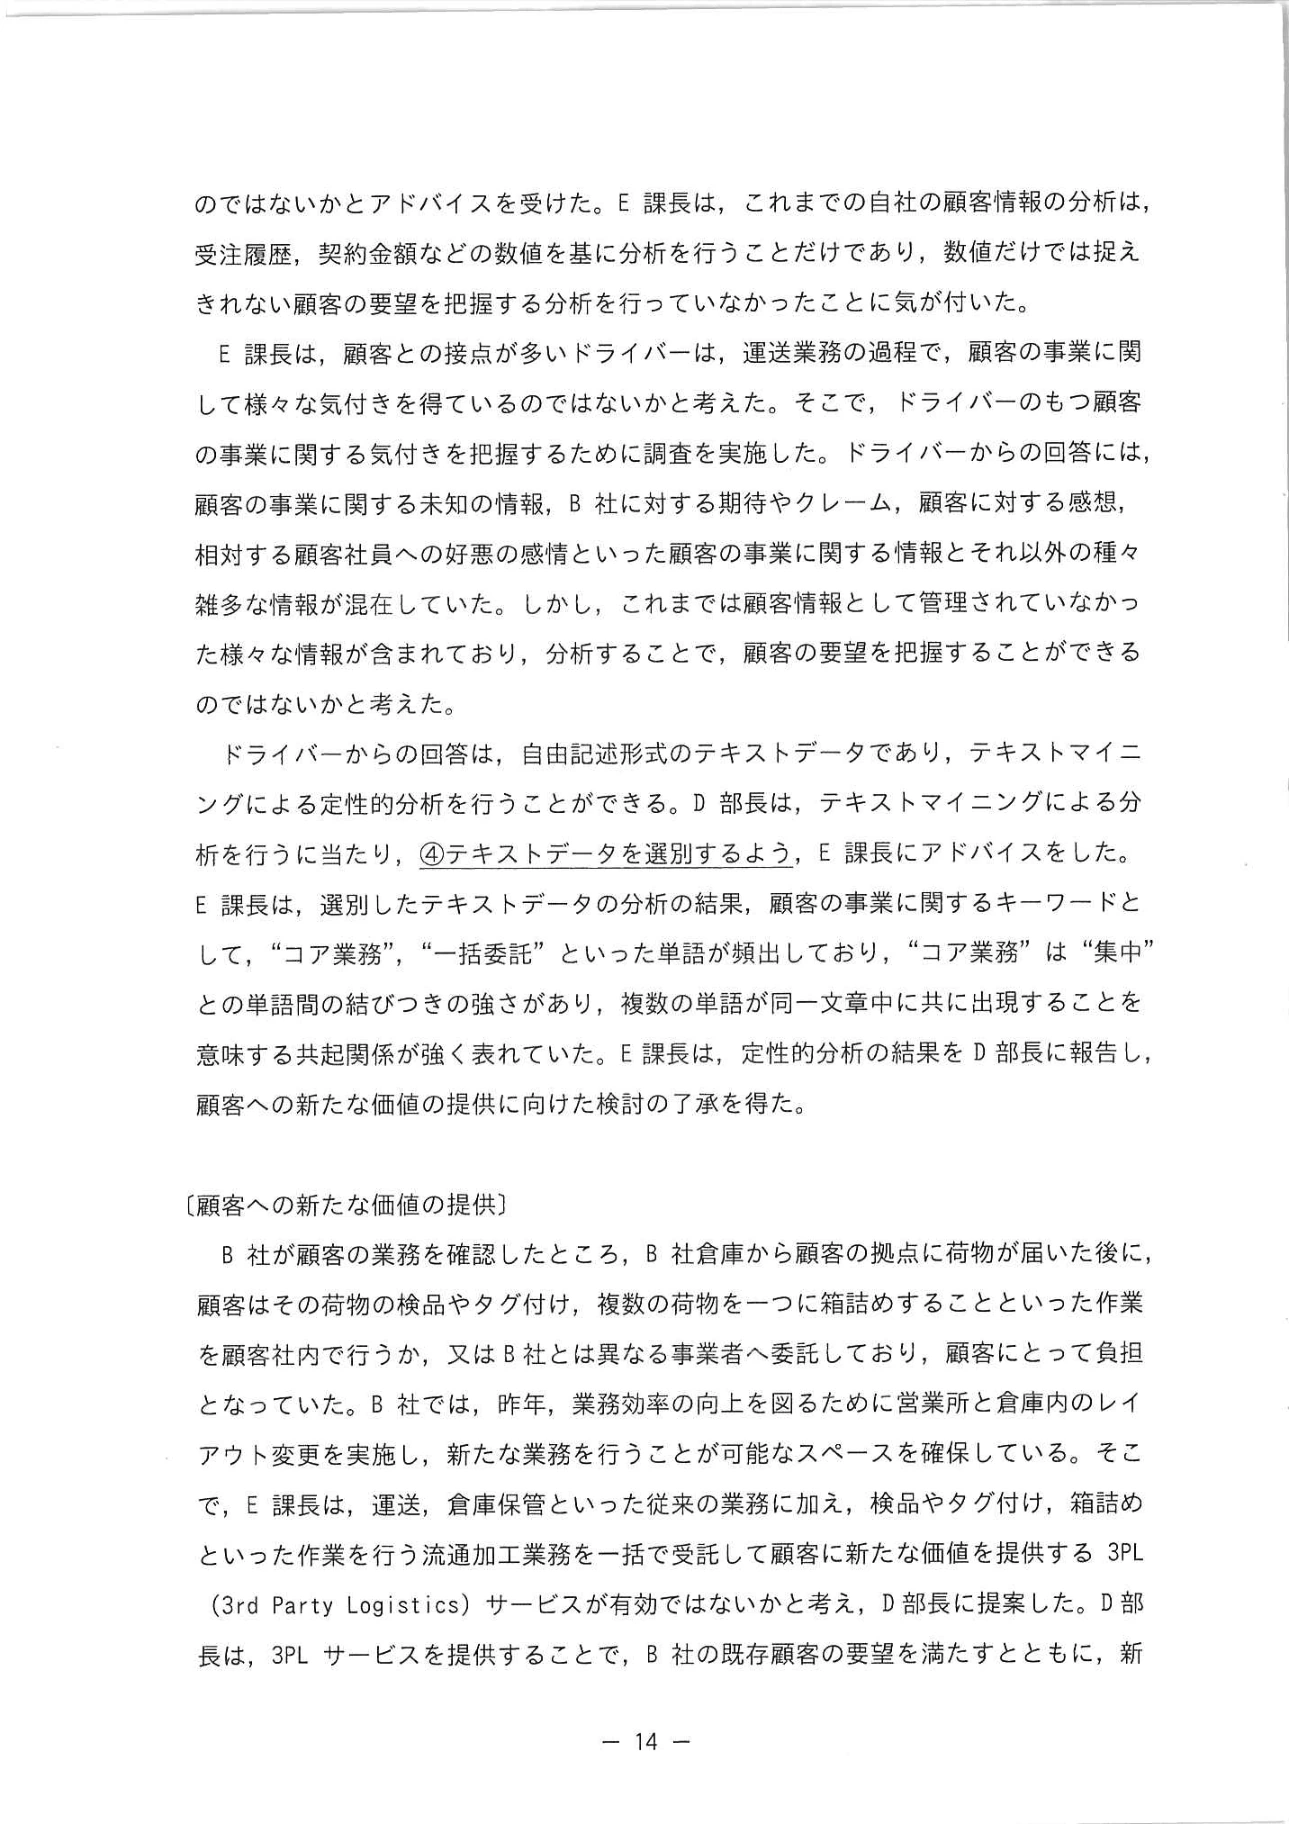 のではないかとアドバイスを受けた。E 課長は，これまでの自社の顧客情報の分析は，
受注履歴，契約金額などの数値を基に分析を行うことだけであり，数値だけでは捉え
きれない顧客の要望を把握する分析を行っていなかったことに気が付いた。
E 課長は，顧客との接点が多いドライバーは，運送業務の過程で，顧客の事業に関
して様々な気付きを得ているのではないかと考えた。そこで，ドライバーのもつ顧客
の事業に関する気付きを把握するために調査を実施した。ドライバーからの回答には，
顧客の事業に関する未知の情報，B 社に対する期待やクレーム，顧客に対する感想，
相対する顧客社員への好悪の感情といった顧客の事業に関する情報とそれ以外の種々
雑多な情報が混在していた。しかし，これまでは顧客情報として管理されていなかっ
た様々な情報が含まれており，分析することで，顧客の要望を把握することができる
のではないかと考えた。
ドライバーからの回答は，自由記述形式のテキストデータであり，テキストマイニ
ングによる定性的分析を行うことができる。D 部長は，テキストマイニングによる分
析を行うに当たり，④テキストデータを選別するよう，E 課長にアドバイスをした。
E 課長は，選別したテキストデータの分析の結果，顧客の事業に関するキーワードと
して，“コア業務”，“一括委託” といった単語が頻出しており，“コア業務” は “集中”
との単語間の結びつきの強さがあり，複数の単語が同一文章中に共に出現することを
意味する共起関係が強く表れていた。E 課長は，定性的分析の結果を D 部長に報告し，
顧客への新たな価値の提供に向けた検討の了承を得た。
〔顧客への新たな価値の提供〕
B 社が顧客の業務を確認したところ，B 社倉庫から顧客の拠点に荷物が届いた後に，
顧客はその荷物の検品やタグ付け，複数の荷物を一つに箱詰めすることといった作業
を顧客社内で行うか，又は B 社とは異なる事業者へ委託しており，顧客にとって負担
となっていた。B 社では，昨年，業務効率の向上を図るために営業所と倉庫内のレイ
アウト変更を実施し，新たな業務を行うことが可能なスペースを確保している。そこ
で，E 課長は，運送，倉庫保管といった従来の業務に加え，検品やタグ付け，箱詰め
といった作業を行う流通加工業務を一括で受託して顧客に新たな価値を提供する 3PL
（3rd Party Logistics）サービスが有効ではないかと考え，D 部長に提案した。D 部
長は，3PL サービスを提供することで，B 社の既存顧客の要望を満たすとともに，新
－ 14 －